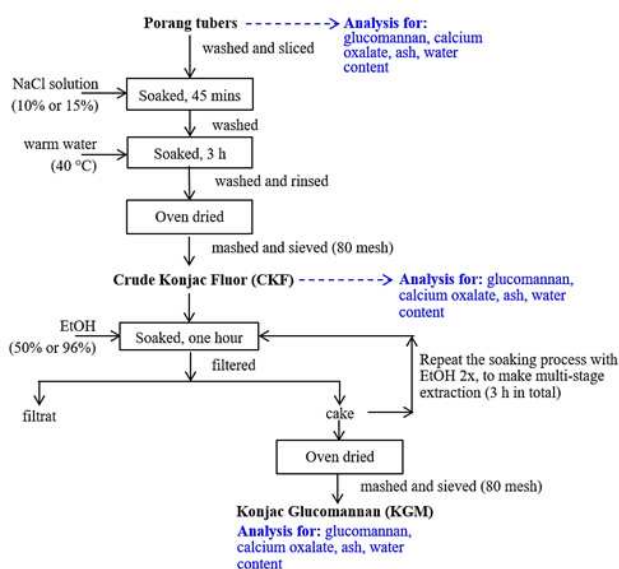 Porang tubers
Analysis for:
glucomannan, calcium
oxalate, ash, water
content
washed and sliced
NaCl solution
(10% or 15%)
Soaked, 45 mins
washed
warm water
(40 °C)
Soaked, 3 h
washed and rinsed
Oven dried
mashed and sieved (80 mesh)
Crude Konjac Fluor (CKF)
Analysis for: glucomannan,
calcium oxalate, ash, water
content
EtOH
(50% or 96%)
Soaked, one hour
filtered
Repeat the soaking process with
EtOH 2x, to make multi-stage
extraction (3 h in total)
filtrat
cake
Oven dried
mashed and sieved (80 mesh)
Konjac Glucomannan (KGM)
Analysis for: glucomannan,
calcium oxalate, ash, water
content